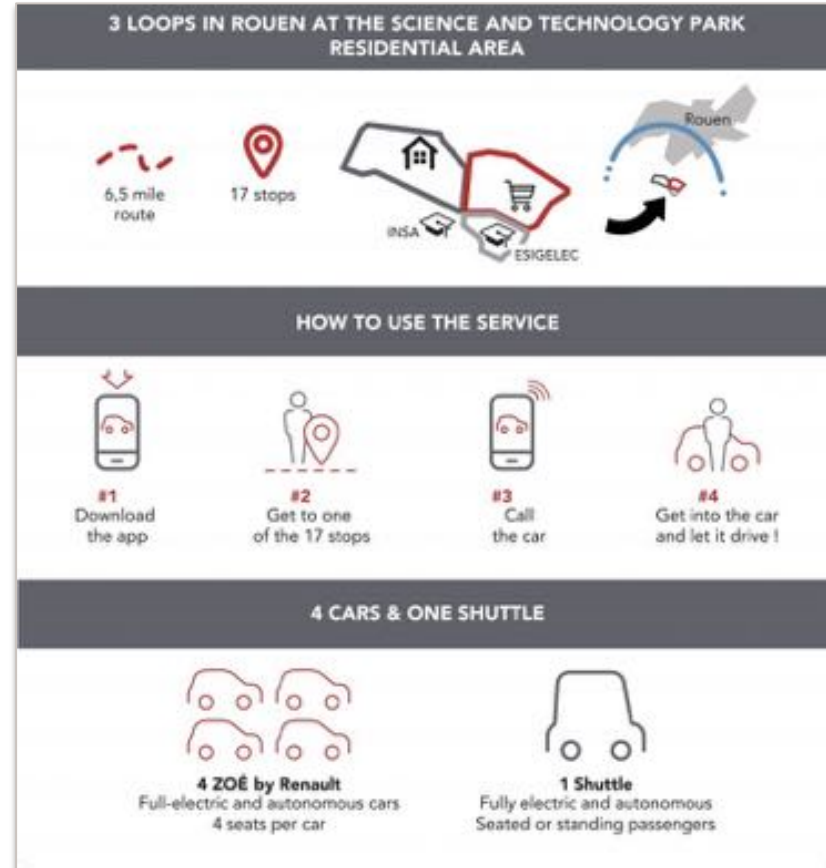 3 LOOPS IN ROUEN AT THE SCIENCE AND TECHNOLOGY PARK
RESIDENTIAL AREA
6,5 mile
route
17 stops
INSA
ESIGELEC
Rouen
HOW TO USE THE SERVICE
#1
Download
the app
#2
Get to one
of the 17 stops
#3
Call
the car
#4
Get into the car
and let it drive !
4 CARS & ONE SHUTTLE
4 ZOÉ by Renault
Full-electric and autonomous cars
4 seats per car
1 Shuttle
Fully electric and autonomous
Seated or standing passengers